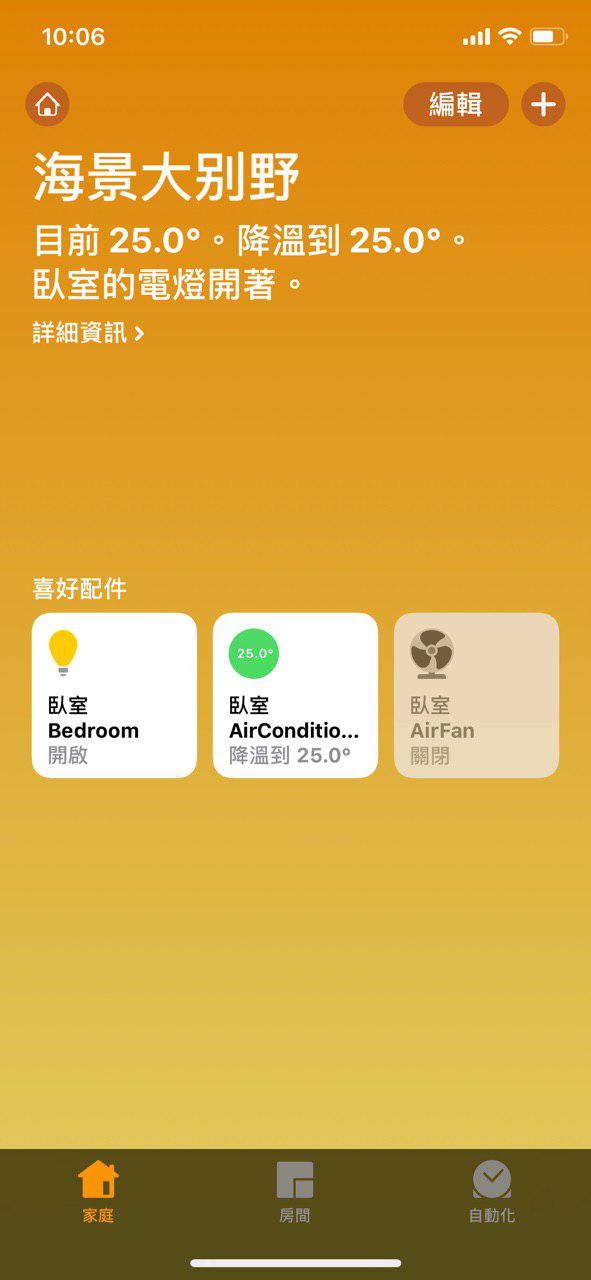 10:06
編輯
海景大别野
目前 25.0°。降溫到 25.0°。
臥室的電燈開著。
詳細資訊
喜好配件
臥室
Bedroom
開啟
25.0°
臥室
AirConditio...
降溫到 25.0°
臥室
AirFan
關閉
家庭
房間
自動化